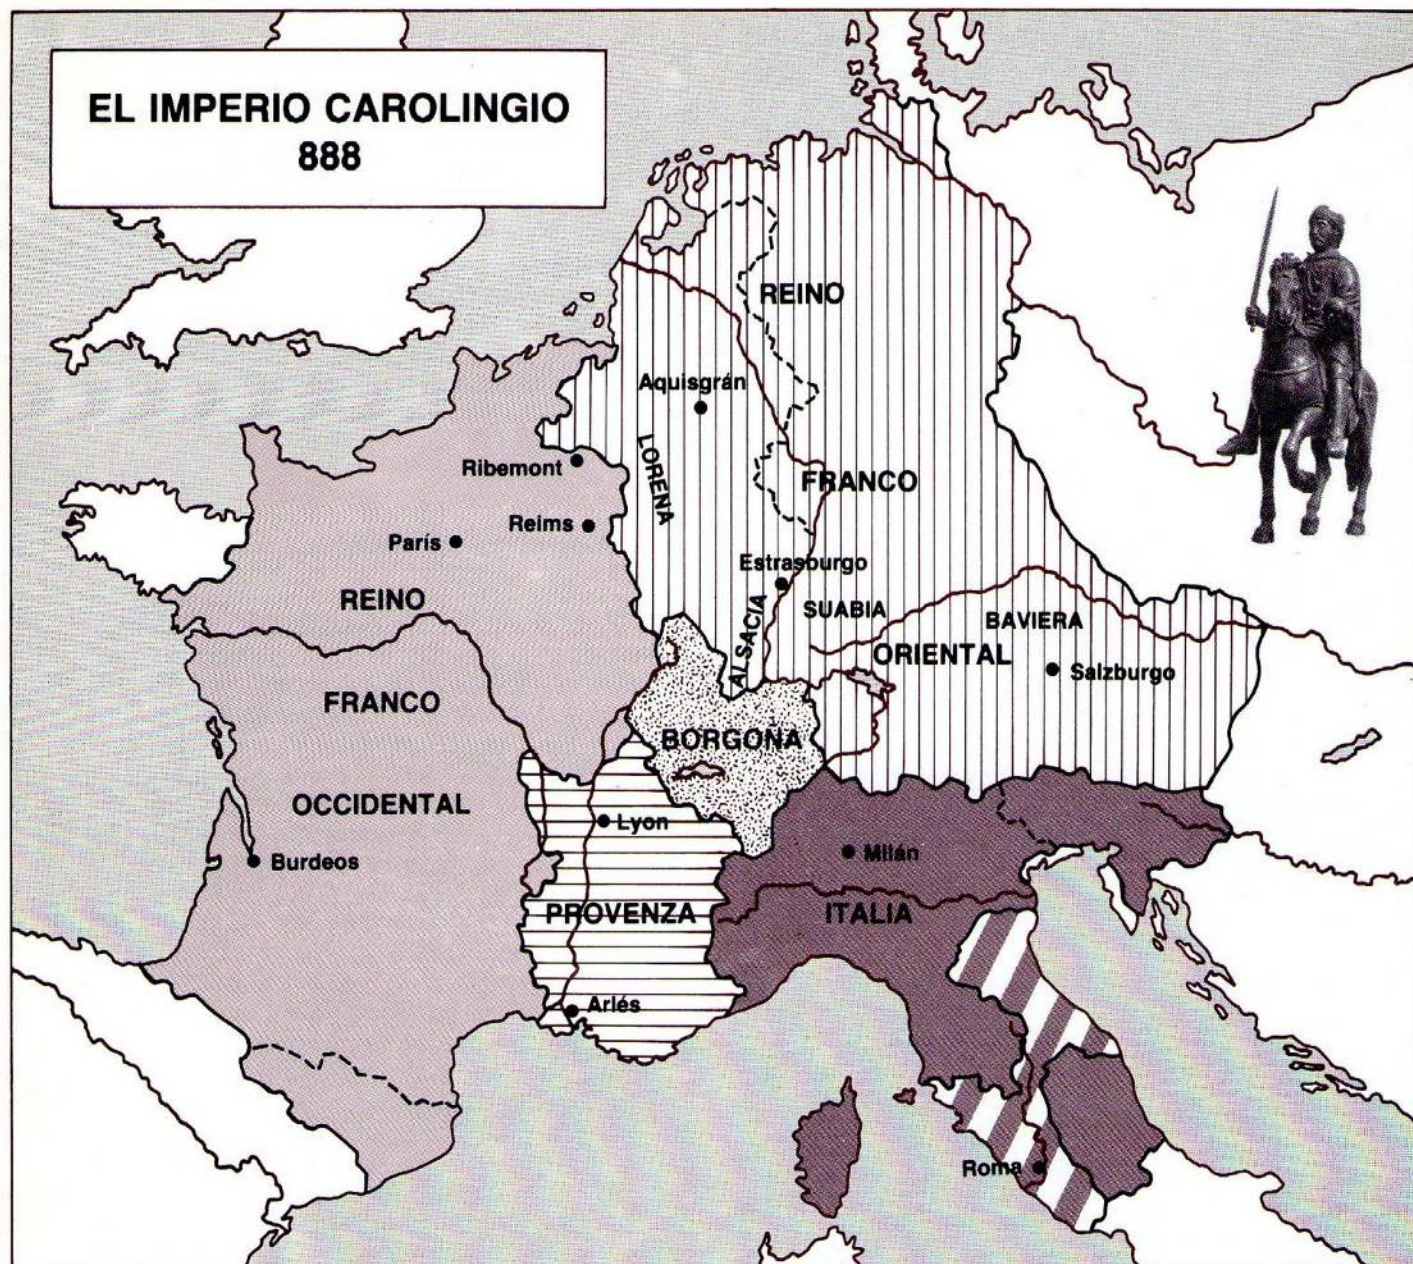 EL IMPERIO CAROLINGIO
888
REINO
Aquisgrán
LORENA
Ribemont
FRANCO
Reims
París
Estrasburgo
REINO
ALSACIA
SUABIA
BAVIERA
ORIENTAL
Salzburgo
FRANCO
BORGOÑA
OCCIDENTAL
Lyon
Burdeos
Milán
PROVENZA
ITALIA
Arlés
Roma